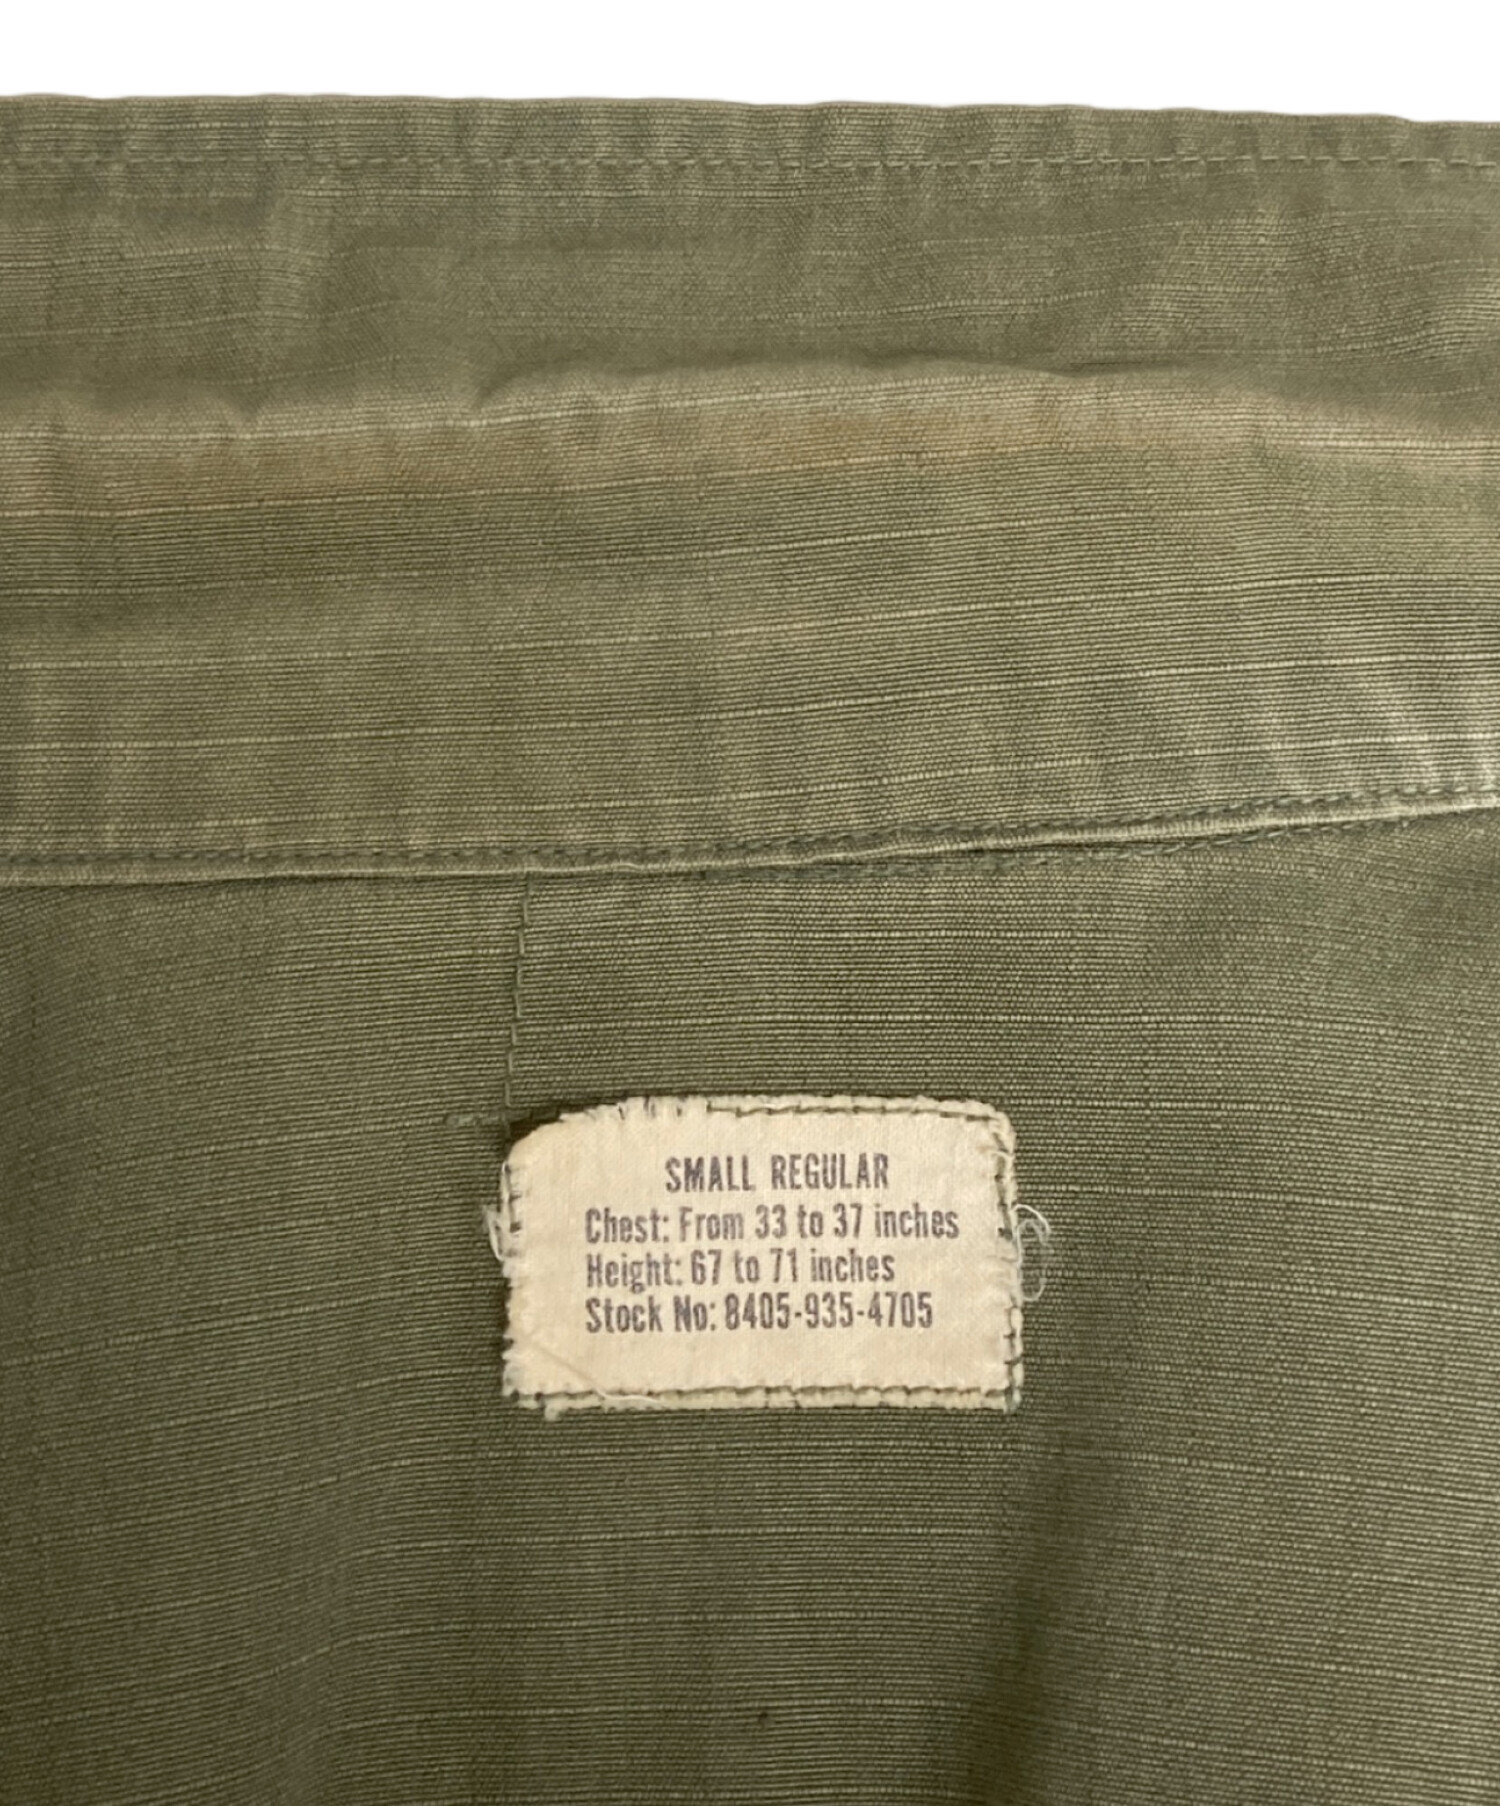 SMALL REGULAR
Chest: From 33 to 37 inches
Height: 67 to 71 inches
Stock No: 8405-935-4705